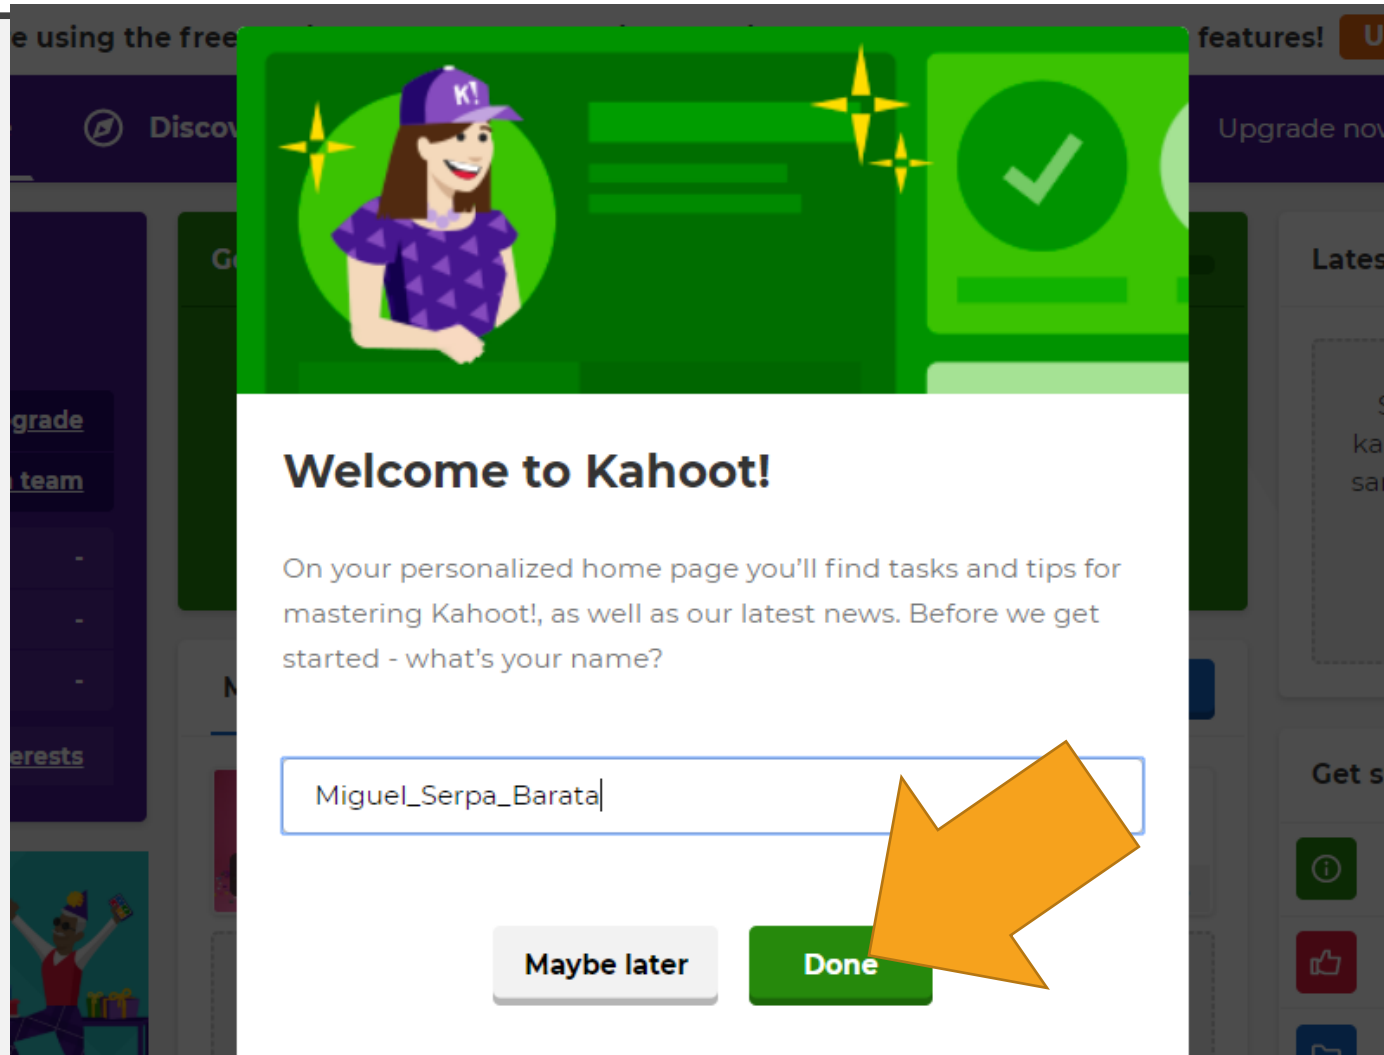 e using the free
features!
Upgrade now
K!
grade
team
-
-
-
erests
Welcome to Kahoot!
On your personalized home page you'll find tasks and tips for
mastering Kahoot!, as well as our latest news. Before we get
started - what's your name?
Miguel_Serpa_Barata
Maybe later
Done